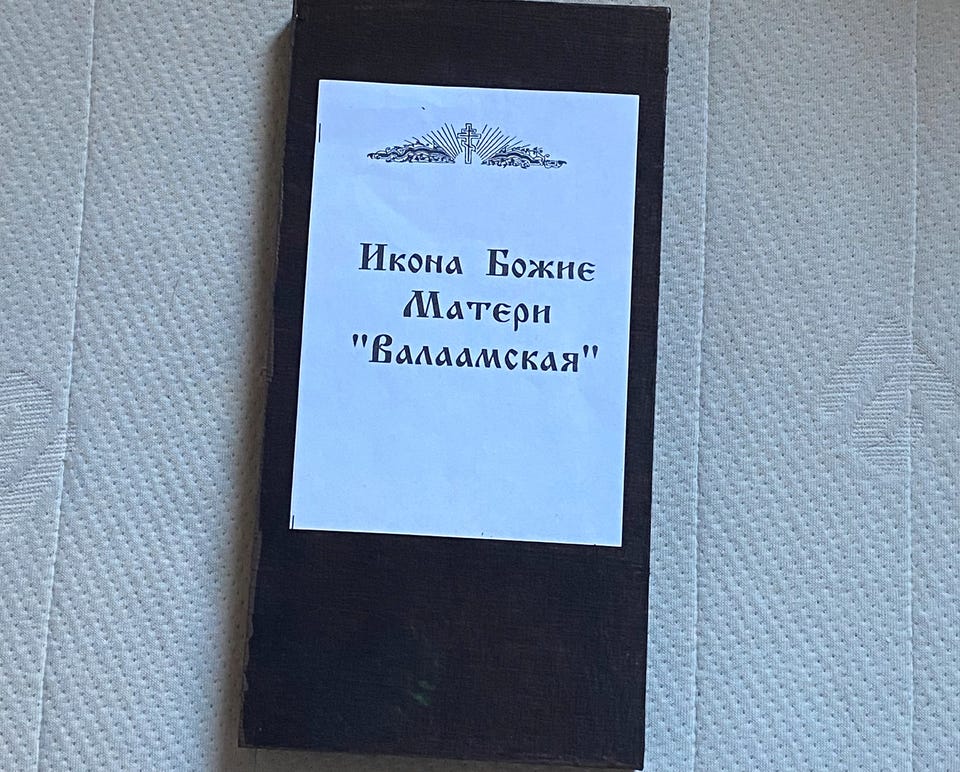 Икона Божие
Матери
"Валаамская"